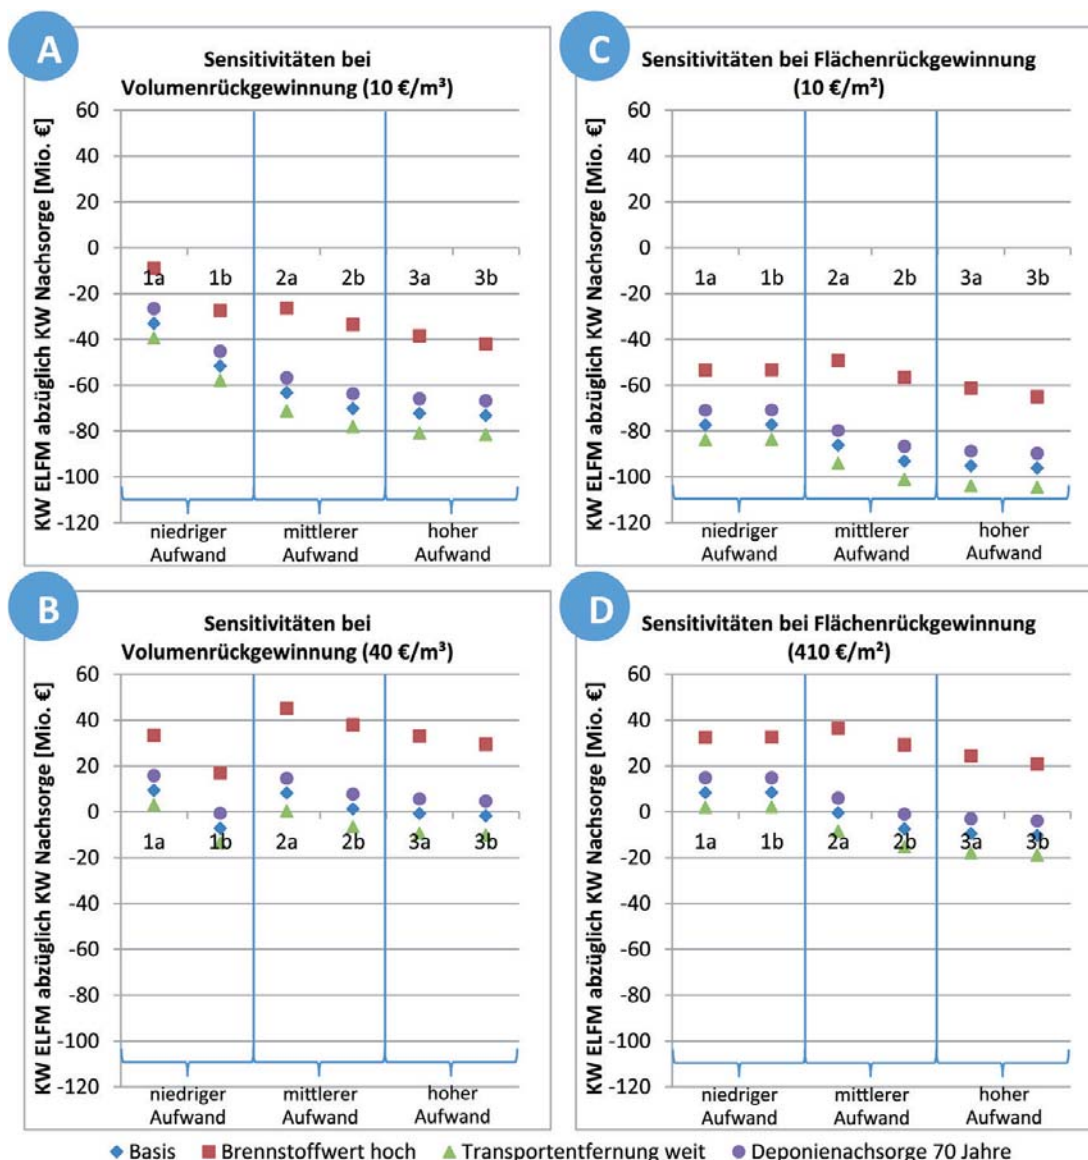 A
Sensitivitäten bei
Volumenrückgewinnung (10 €/m³)
KW ELFM abzüglich KW Nachsorge [Mio. €]
60
40
20
0
-20
-40
-60
-80
-100
-120
1a 1b 2a 2b 3a 3b
niedriger Aufwand
mittlerer Aufwand
hoher Aufwand
C
Sensitivitäten bei Flächenrückgewinnung
(10 €/m²)
KW ELFM abzüglich KW Nachsorge [Mio. €]
60
40
20
0
-20
-40
-60
-80
-100
-120
1a 1b 2a 2b 3a 3b
niedriger Aufwand
mittlerer Aufwand
hoher Aufwand
B
Sensitivitäten bei
Volumenrückgewinnung (40 €/m³)
KW ELFM abzüglich KW Nachsorge [Mio. €]
60
40
20
0
-20
-40
-60
-80
-100
-120
1a 1b 2a 2b 3a 3b
niedriger Aufwand
mittlerer Aufwand
hoher Aufwand
D
Sensitivitäten bei Flächenrückgewinnung
(410 €/m²)
KW ELFM abzüglich KW Nachsorge [Mio. €]
60
40
20
0
-20
-40
-60
-80
-100
-120
1a 1b 2a 2b 3a 3b
niedriger Aufwand
mittlerer Aufwand
hoher Aufwand
Basis Brennstoffwert hoch Transportentfernung weit Deponienachsorge 70 Jahre